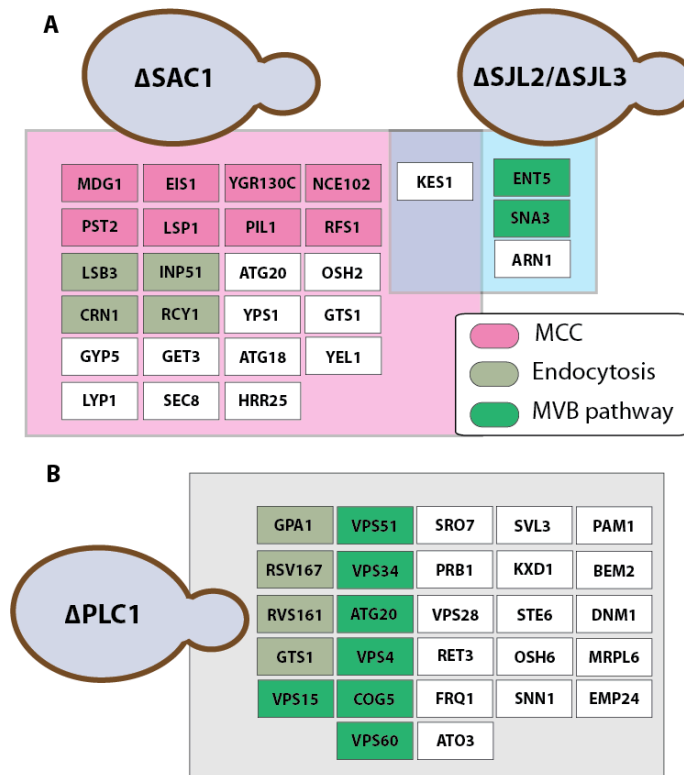 A
ΔSAC1
ΔSJL2/ΔSJL3
MDG1 EIS1 YGR130C NCE102
PST2 LSP1 PIL1 RFS1
LSB3 INP51 ATG20 OSH2
CRN1 RCY1 YPS1 GTS1
GYP5 GET3 ATG18 YEL1
LYP1 SEC8 HRR25
KES1
ENT5
SNA3
ARN1
MCC
Endocytosis
MVB pathway
B
ΔPLC1
GPA1 VPS51 SRO7 SVL3 PAM1
RSV167 VPS34 PRB1 KXD1 BEM2
RVS161 ATG20 VPS28 STE6 DNM1
GTS1 VPS4 RET3 OSH6 MRPL6
VPS15 COG5 FRQ1 SNN1 EMP24
VPS60 ATO3